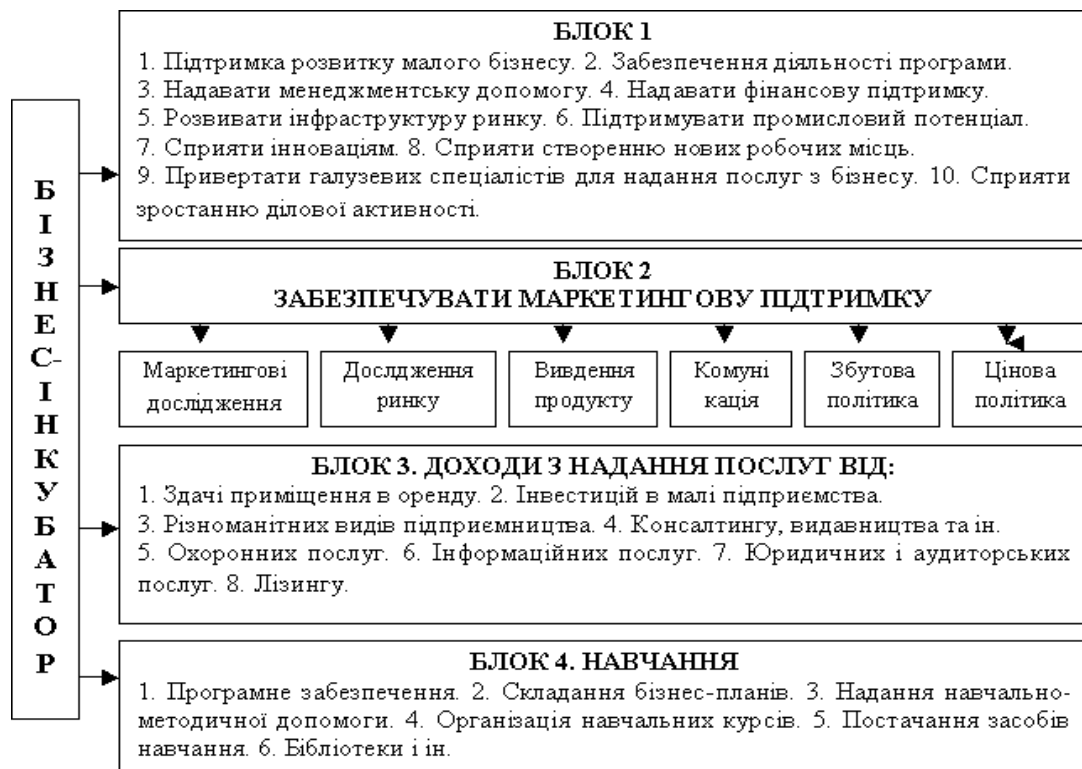 БІЗНЕС-ІНКУБАТОР
БЛОК 1
1. Підтримка розвитку малого бізнесу. 2. Забезпечення діяльності програми.
3. Надавати менеджментську допомогу. 4. Надавати фінансову підтримку.
5. Розвивати інфраструктуру ринку. 6. Підтримувати промисловий потенціал.
7. Сприяти інноваціям. 8. Сприяти створенню нових робочих місць.
9. Привертати галузевих спеціалістів для надання послуг з бізнесу. 10. Сприяти
зростанню ділової активності.
БЛОК 2
ЗАБЕЗПЕЧУВАТИ МАРКЕТИНГОВУ ПІДТРИМКУ
Маркетингові
дослідження
Дослдження
ринку
Вивдення
продукту
Комуні
кація
Збутова
політика
Цінова
політика
БЛОК 3. ДОХОДИ З НАДАННЯ ПОСЛУГ ВІД:
1. Здачі приміщення в оренду. 2. Інвестицій в малі підприємства.
3. Різноманітних видів підприємництва. 4. Консалтингу, видавництва та ін.
5. Охоронних послуг. 6. Інформаційних послуг. 7. Юридичних і аудиторських
послуг. 8. Лізингу.
БЛОК 4. НАВЧАННЯ
1. Програмне забезпечення. 2. Складання бізнес-планів. 3. Надання навчально-
методичної допомоги. 4. Організація навчальних курсів. 5. Постачання засобів
навчання. 6. Бібліотеки і ін.